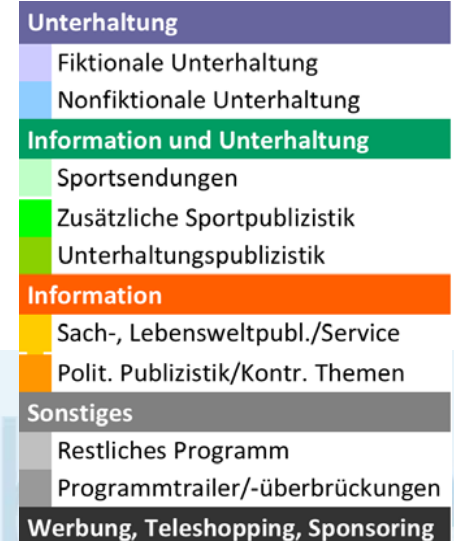 Unterhaltung
Fiktionale Unterhaltung
Nonfiktionale Unterhaltung
Information und Unterhaltung
Sportsendungen
Zusätzliche Sportpublizistik
Unterhaltungspublizistik
Information
Sach-, Lebensweltpubl./Service
Polit. Publizistik/Kontr. Themen
Sonstiges
Restliches Programm
Programmtrailer/-überbrückungen
Werbung, Teleshopping, Sponsoring